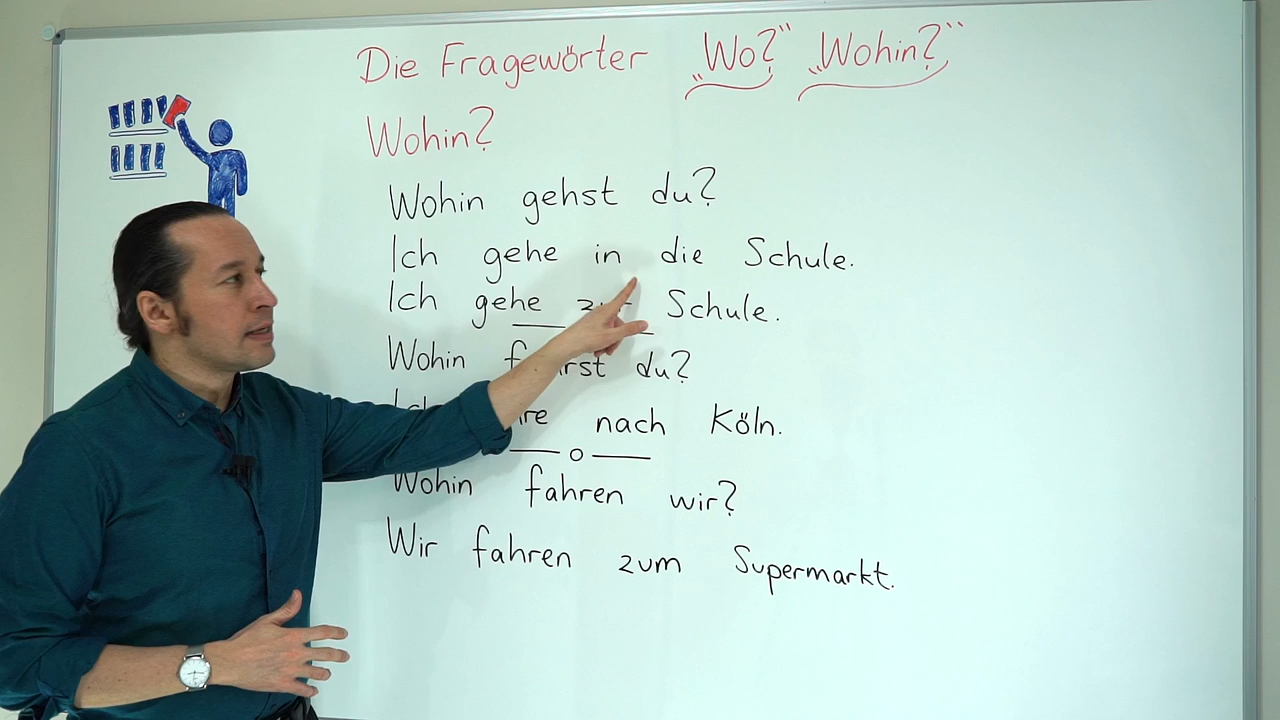 Die Fragewörter „Wo?“ „Wohin?“
Wohin?
Wohin gehst du?
Ich gehe in die Schule.
Ich gehe Schule.
Wohin du?
nach Köln.
Wohin fahren wir?
Wir fahren zum Supermarkt.